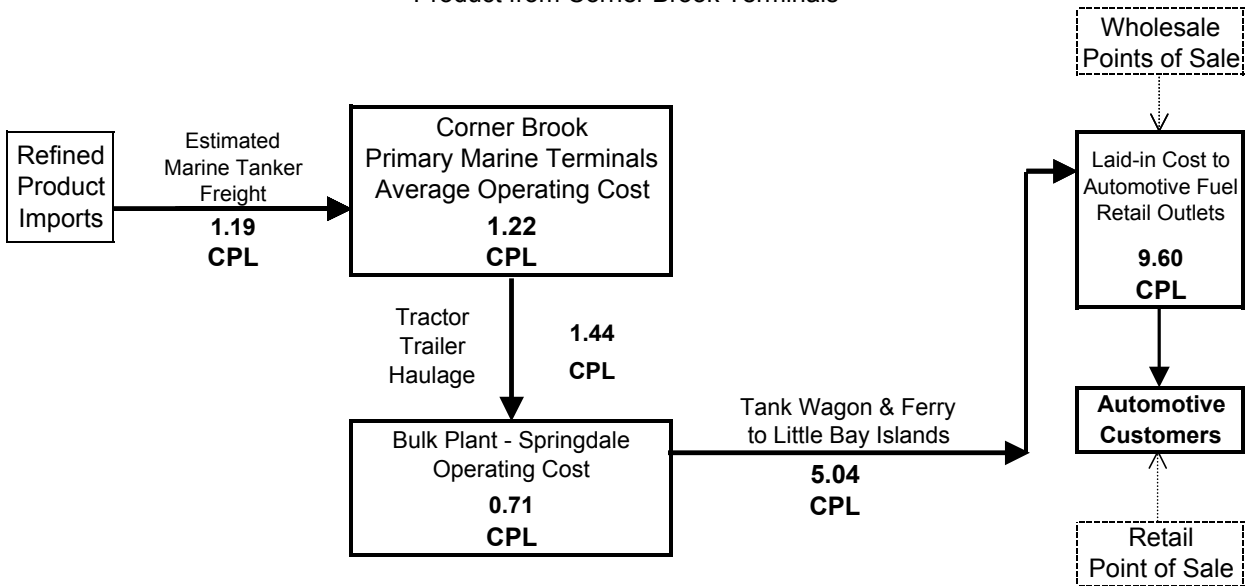 Product from Corner Brook Terminals
Wholesale
Points of Sale
Refined
Product
Imports
Estimated
Marine Tanker
Freight
1.19
CPL
Corner Brook
Primary Marine Terminals
Average Operating Cost
1.22
CPL
Laid-in Cost to
Automotive Fuel
Retail Outlets
9.60
CPL
Tractor
Trailer
Haulage
1.44
CPL
Bulk Plant - Springdale
Operating Cost
0.71
CPL
Tank Wagon & Ferry
to Little Bay Islands
5.04
CPL
Automotive
Customers
Retail
Point of Sale